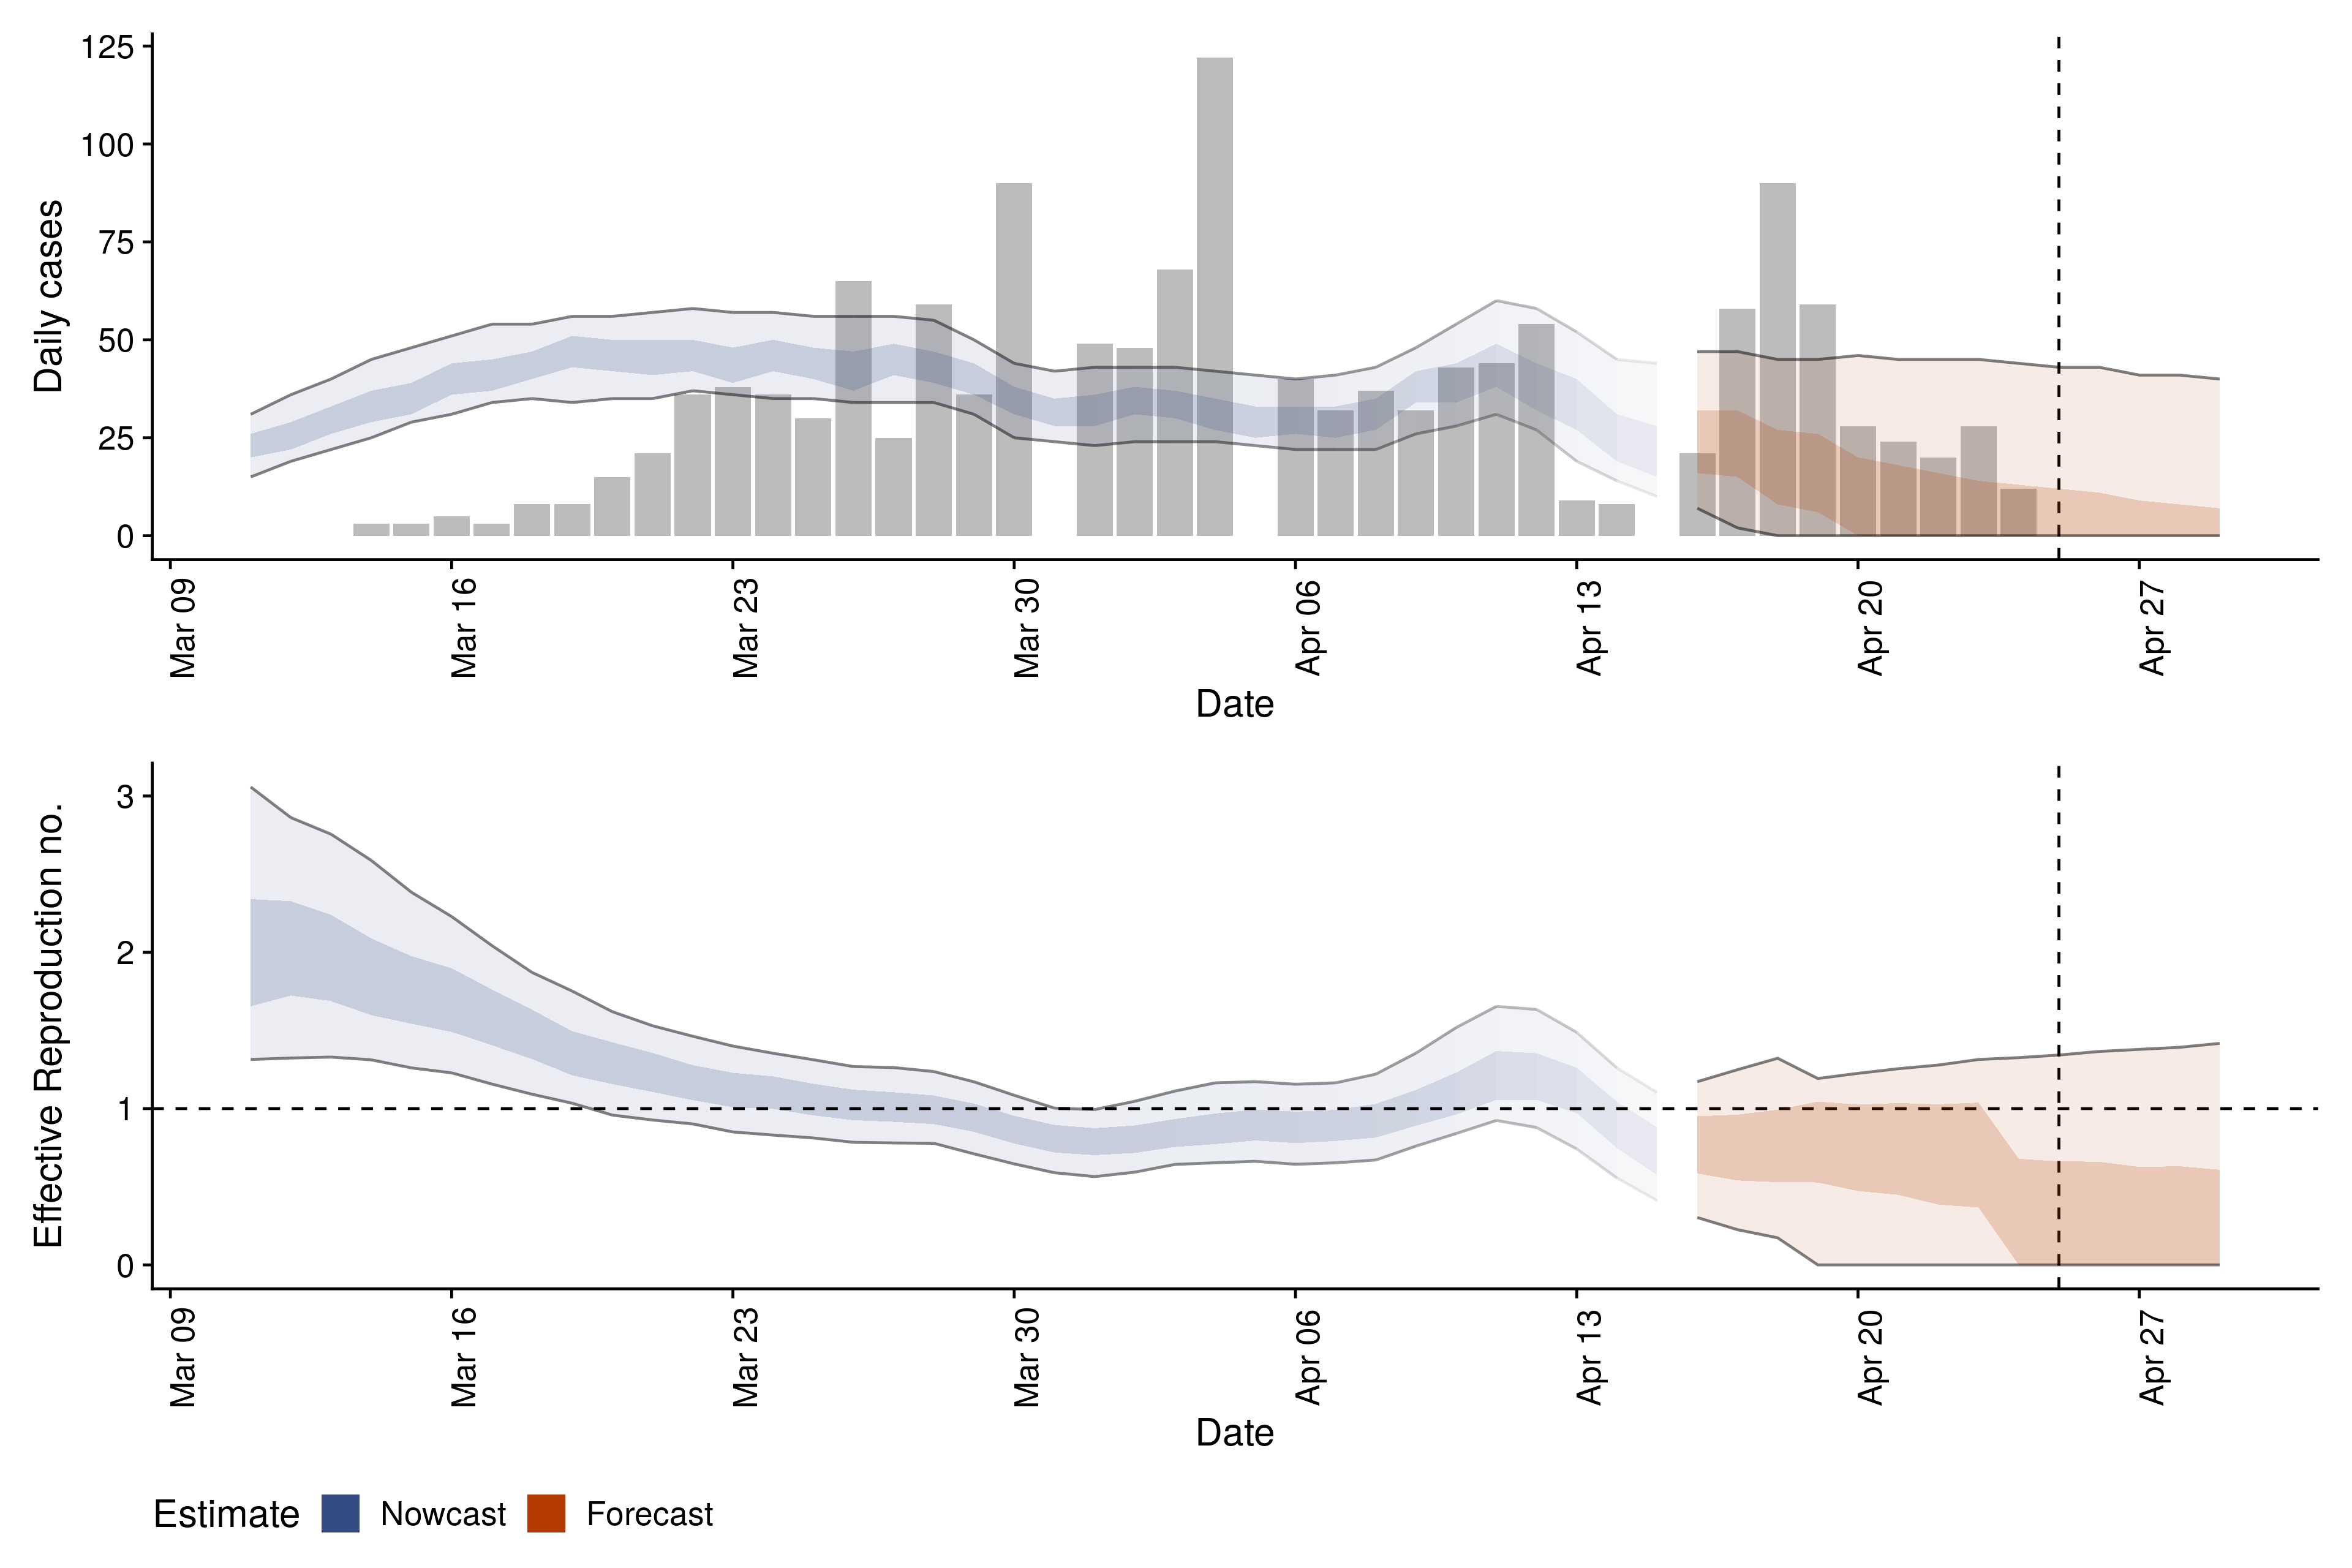 125
100
75
50
25
0
Daily cases
Mar 09
Mar 16
Mar 23
Mar 30
Apr 06
Apr 13
Apr 20
Apr 27
Date
3
2
1
0
Effective Reproduction no.
Mar 09
Mar 16
Mar 23
Mar 30
Apr 06
Apr 13
Apr 20
Apr 27
Date
Estimate Nowcast Forecast